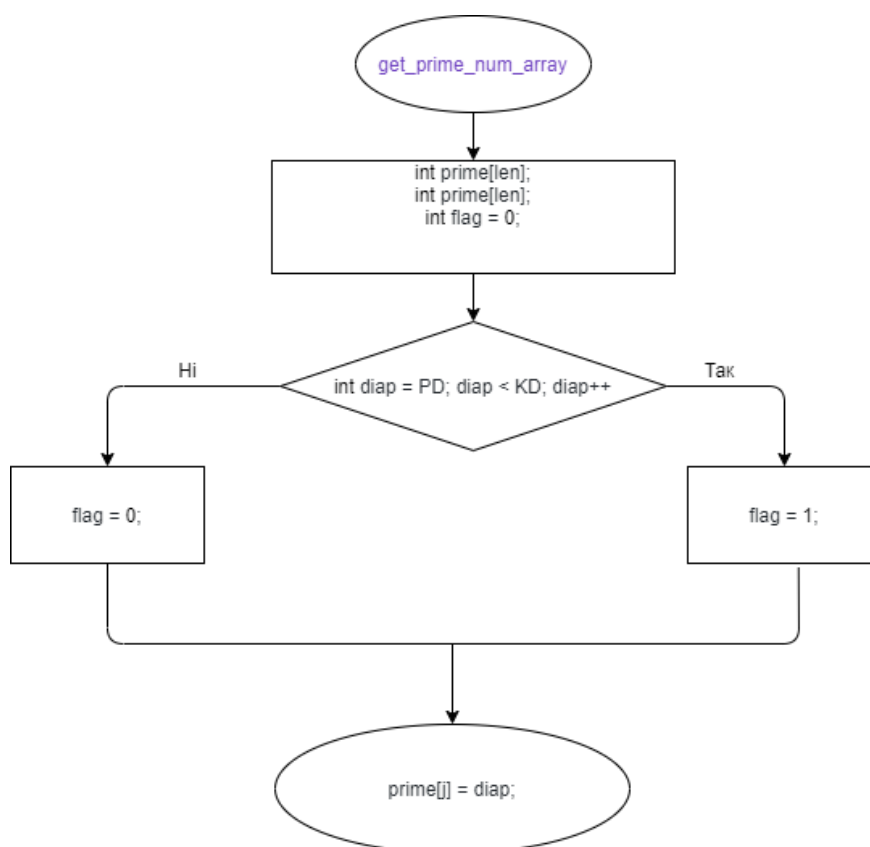 get_prime_num_array
int prime[len];
int prime[len];
int flag = 0;
Ні
int diap = PD; diap < KD; diap++
Так
flag = 0;
flag = 1;
prime[j] = diap;